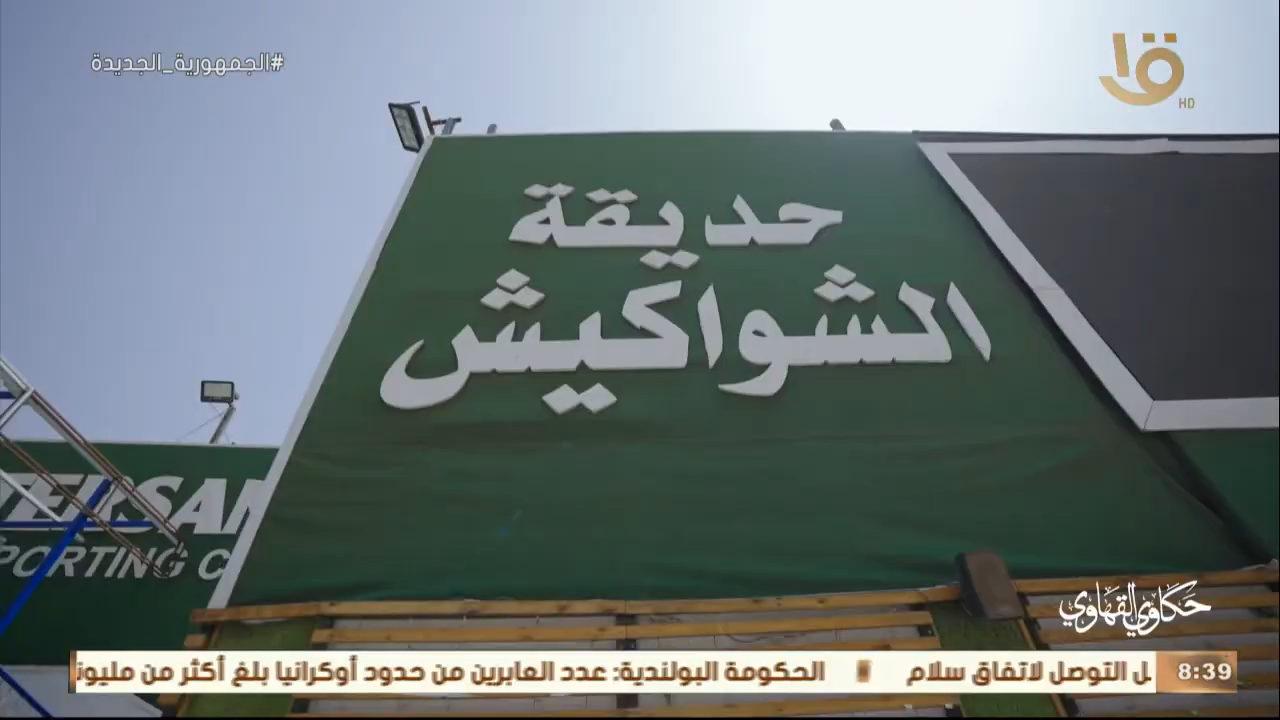 #الجمهورية_الجديدة
HD
حديقة
الشواكيش
TERSAN
PORTING C
حكاوي القهاوي
8:39
ل التوصل لاتفاق سلام
الحكومة البولندية: عدد العابرين من حدود أوكرانيا بلغ أكثر من مليون